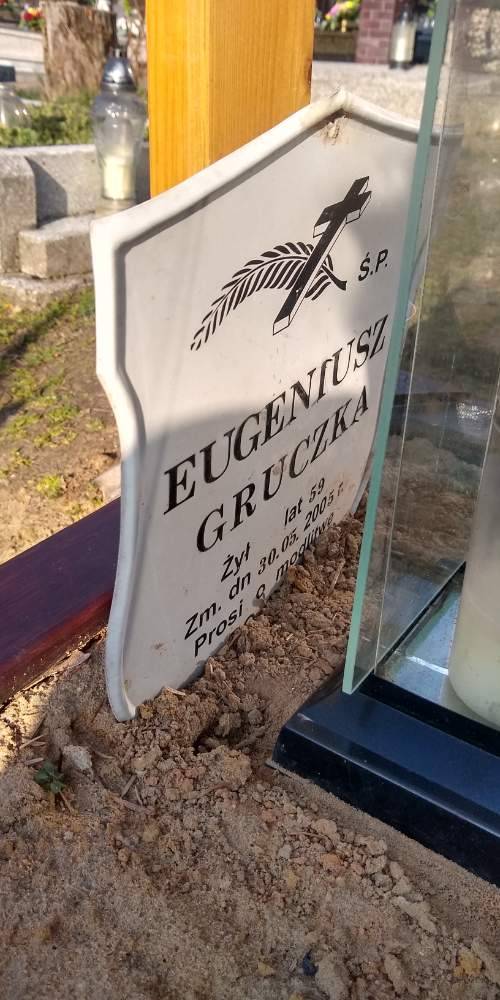 Ś.P.
EUGENIUSZ
GRUCZKA
Żył lat 59
Zm. dn 30.05. 2005 r.
Prosi o modlitwę